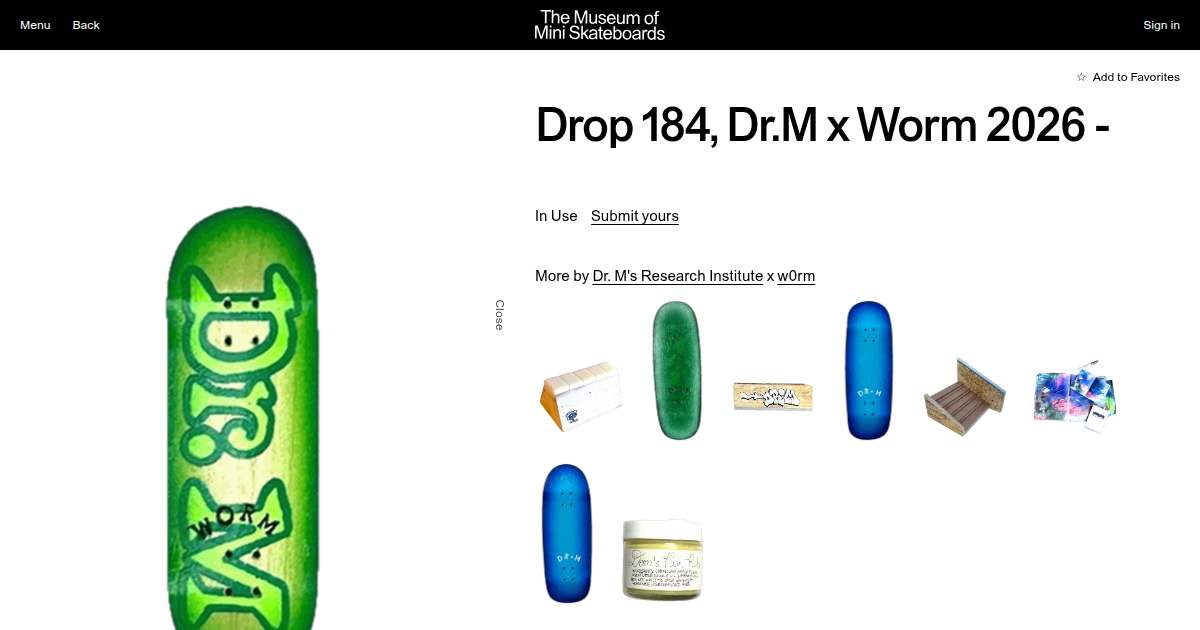 Menu
Back
The Museum of
Mini Skateboards
Sign in
☆ Add to Favorites
Drop 184, Dr.M x Worm 2026 -
In Use Submit yours
More by Dr. M's Research Institute x w0rm
Close
Dr.
WORM
M
DR·M
DR·M